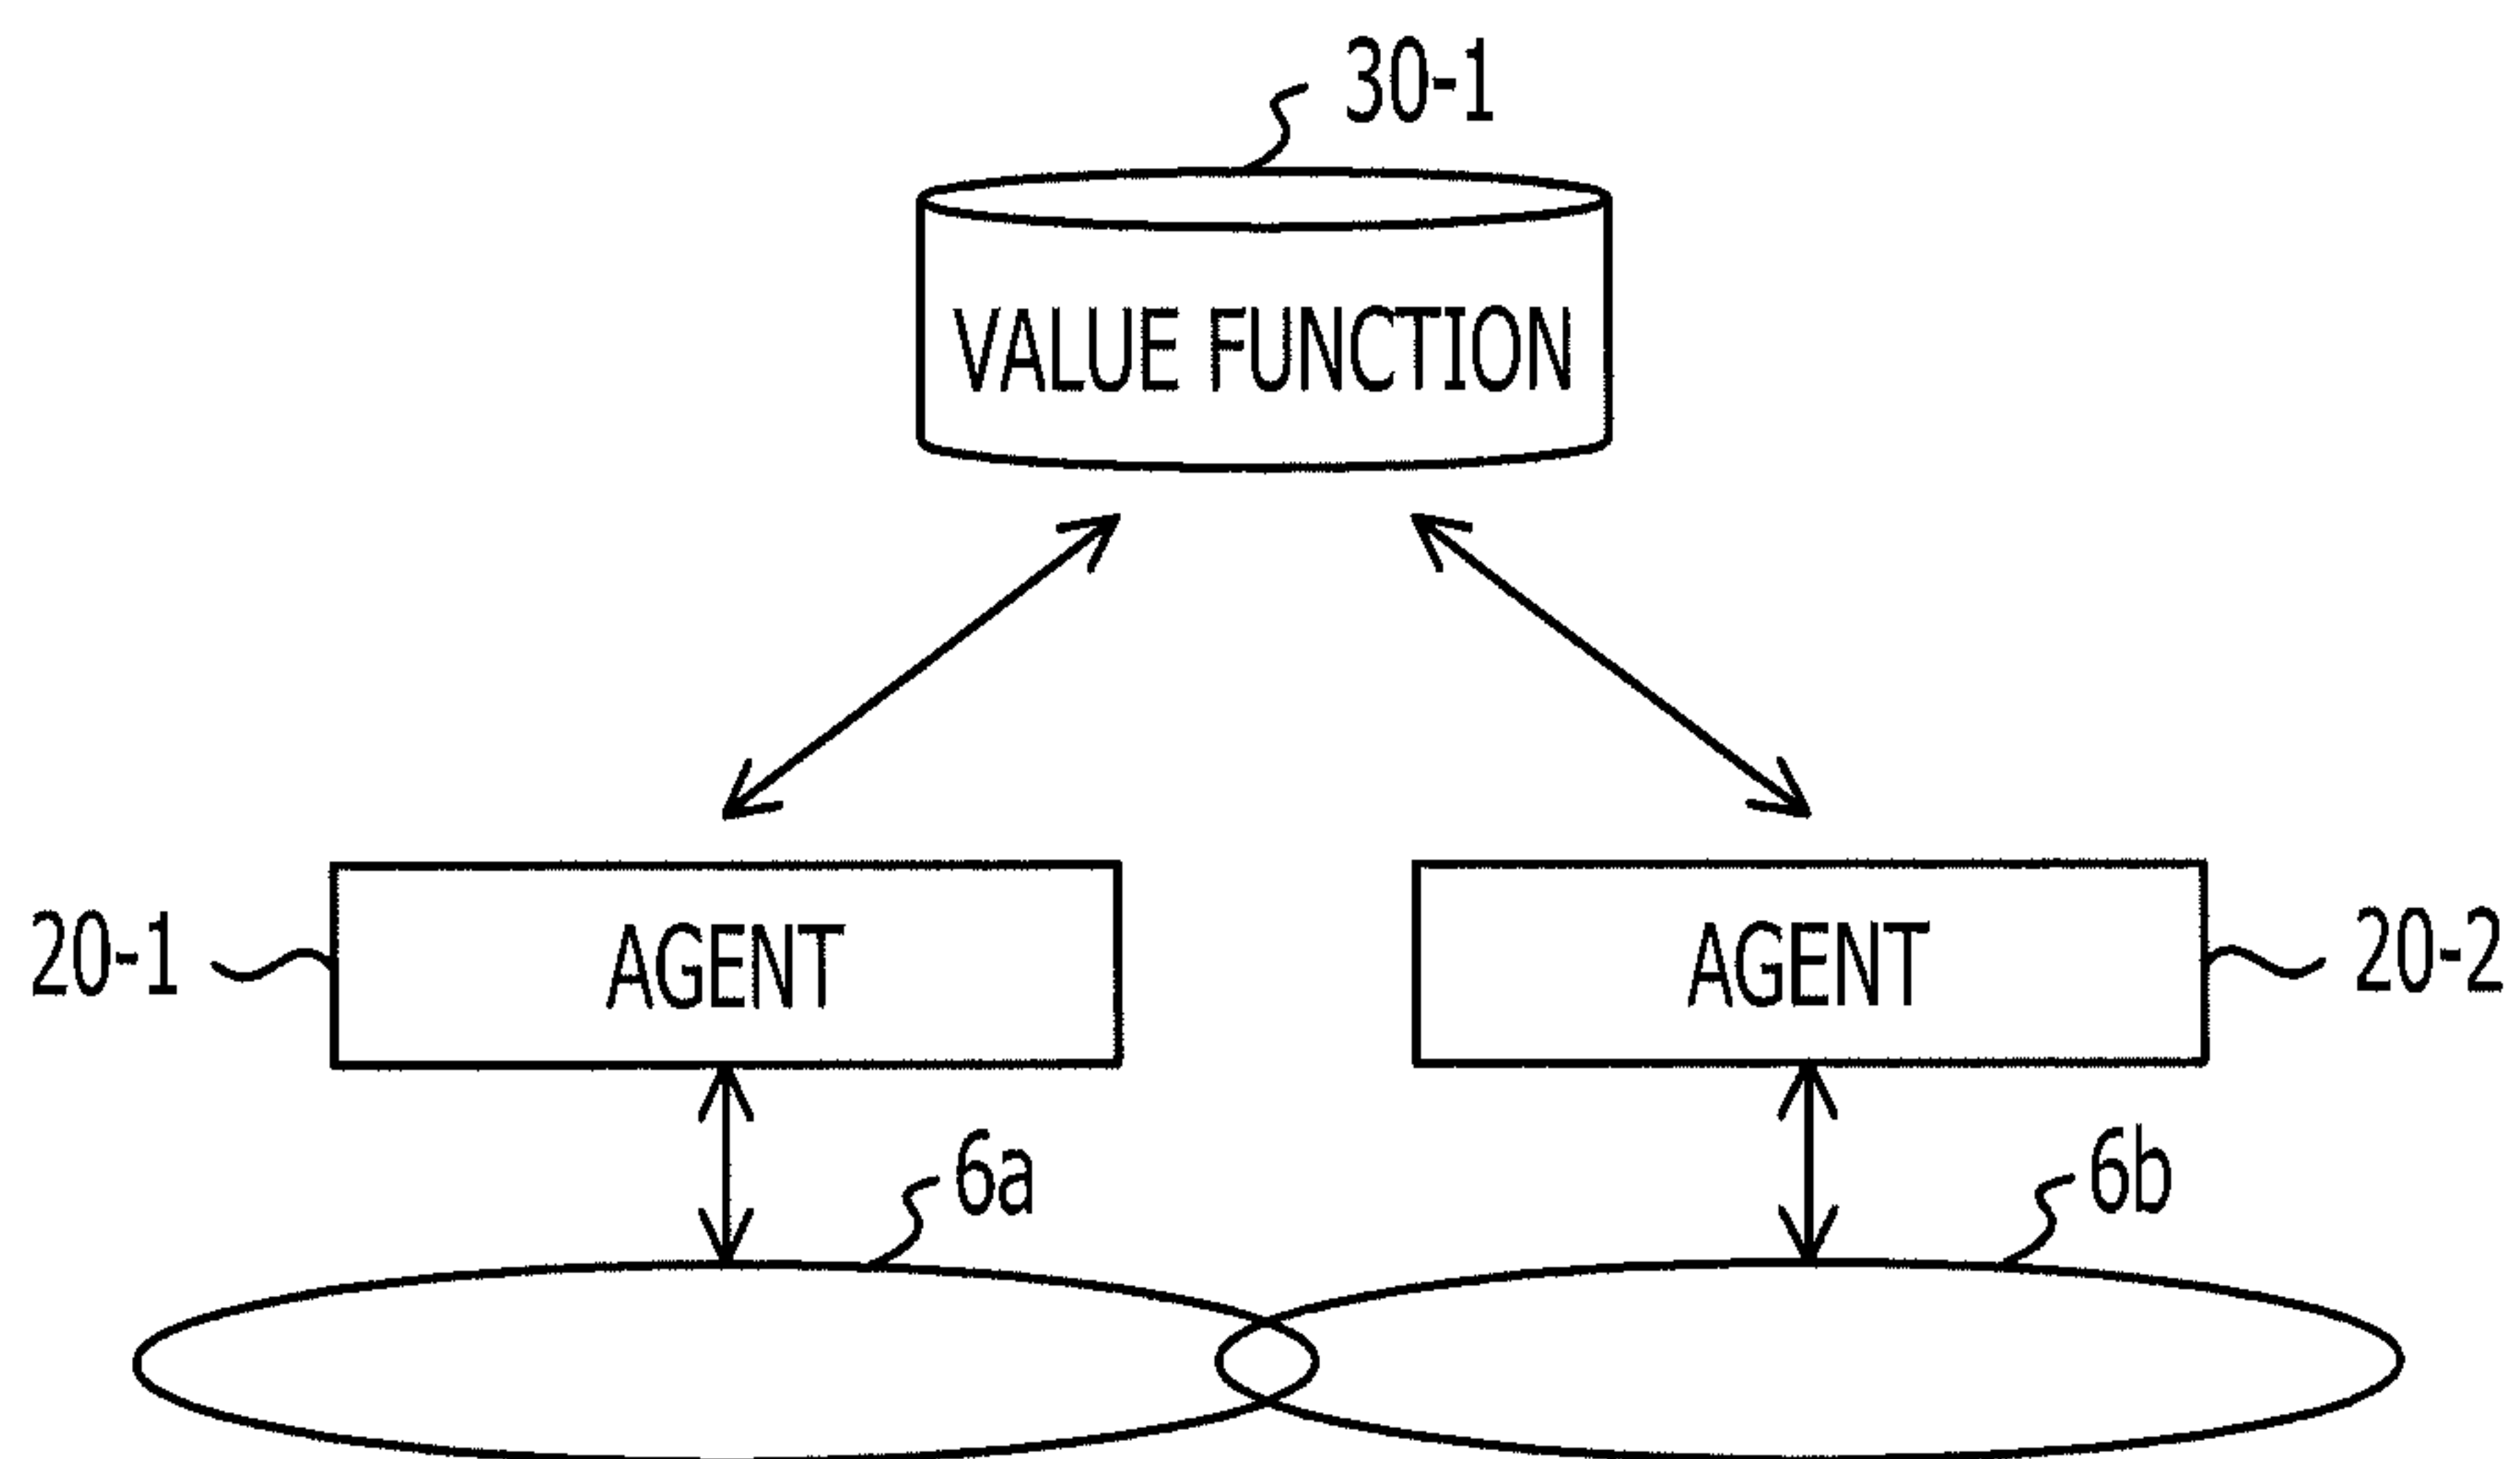 30-1
VALUE FUNCTION
20-1
AGENT
AGENT
20-2
6a
6b